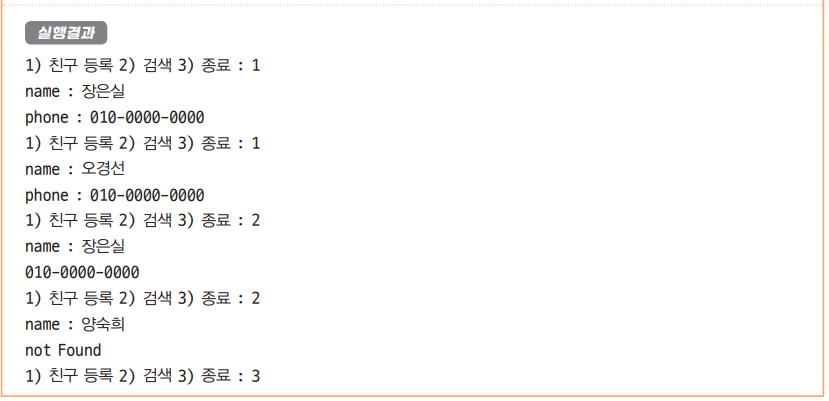 실행결과
1) 친구 등록 2) 검색 3) 종료 : 1
name : 장은실
phone : 010-0000-0000
1) 친구 등록 2) 검색 3) 종료 : 1
name : 오경선
phone : 010-0000-0000
1) 친구 등록 2) 검색 3) 종료 : 2
name : 장은실
010-0000-0000
1) 친구 등록 2) 검색 3) 종료 : 2
name : 양숙희
not Found
1) 친구 등록 2) 검색 3) 종료 : 3